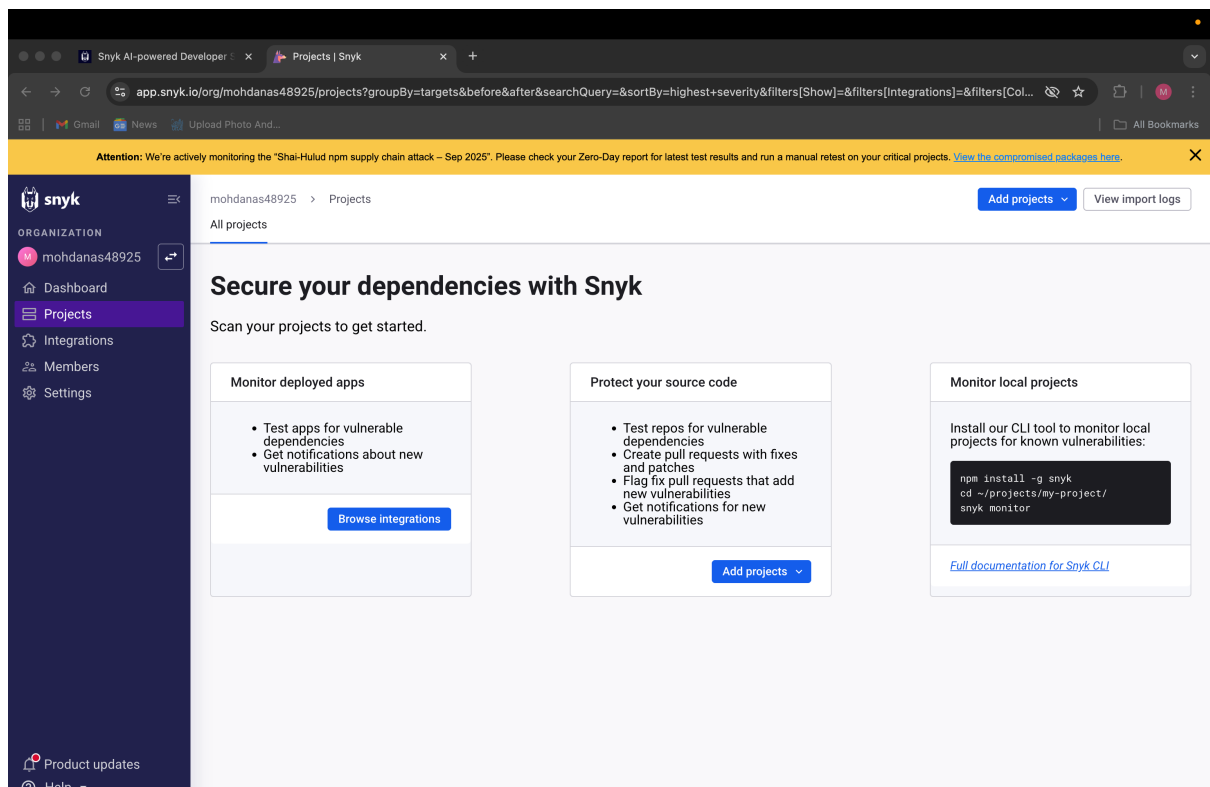 Snyk AI-powered Developer S
Projects | Snyk
app.snyk.io/org/mohdanas48925/projects?groupBy=targets&before&after&searchQuery=&sortBy=highest+severity&filters[Show]=&filters[Integrations]=&filters[Col...
M
Gmail
GB
News
Upload Photo And...
All Bookmarks
Attention: We're actively monitoring the "Shai-Hulud npm supply chain attack – Sep 2025". Please check your Zero-Day report for latest test results and run a manual retest on your critical projects. View the compromised packages here.
snyk
ORGANIZATION
M
mohdanas48925
Dashboard
Projects
Integrations
Members
Settings
Product updates
Help
mohdanas48925 > Projects
Add projects
View import logs
All projects
Secure your dependencies with Snyk
Scan your projects to get started.
Monitor deployed apps
• Test apps for vulnerable
dependencies
• Get notifications about new
vulnerabilities
Browse integrations
Protect your source code
• Test repos for vulnerable
dependencies
• Create pull requests with fixes
and patches
• Flag fix pull requests that add
new vulnerabilities
• Get notifications for new
vulnerabilities
Add projects
Monitor local projects
Install our CLI tool to monitor local
projects for known vulnerabilities:
npm install -g snyk
cd ~/projects/my-project/
snyk monitor
Full documentation for Snyk CLI